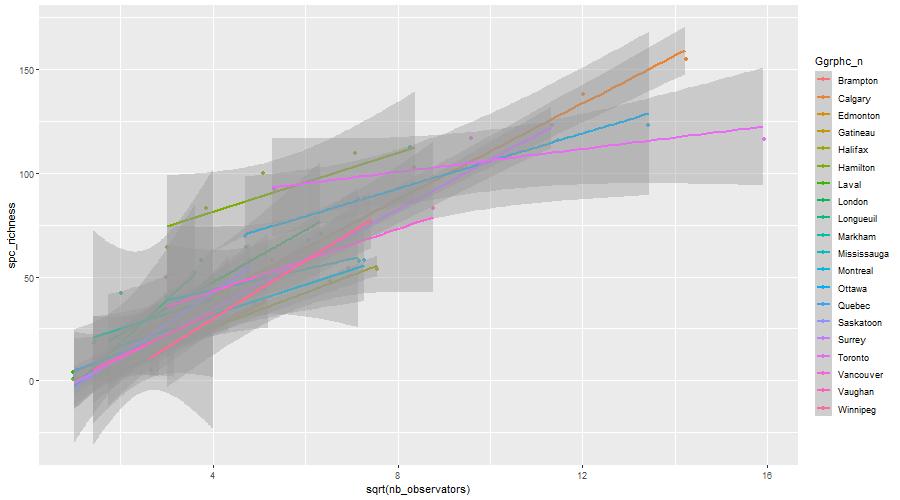 150
100
50
0
spc_richness
4
8
12
16
sqrt(nb_observators)
Ggrphc_n
Brampton
Calgary
Edmonton
Gatineau
Halifax
Hamilton
Laval
London
Longueuil
Markham
Mississauga
Montreal
Ottawa
Quebec
Saskatoon
Surrey
Toronto
Vancouver
Vaughan
Winnipeg